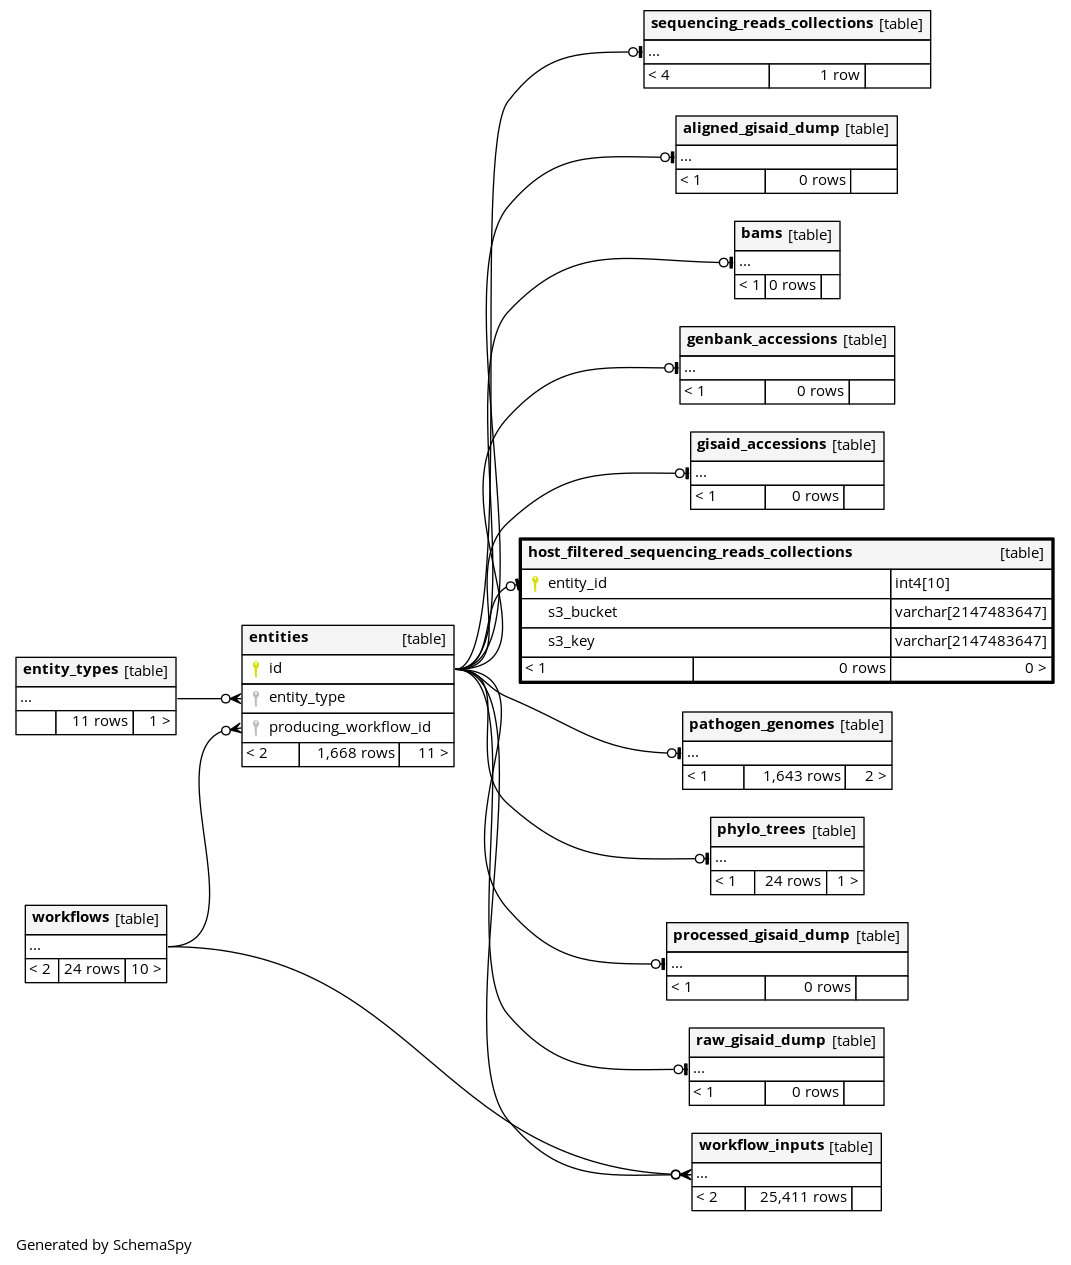 sequencing_reads_collections [table]
...
< 4 1 row
aligned_gisaid_dump [table]
...
< 1 0 rows
bams [table]
...
< 1 0 rows
genbank_accessions [table]
...
< 1 0 rows
gisaid_accessions [table]
...
< 1 0 rows
host_filtered_sequencing_reads_collections [table]
entity_id int4[10]
s3_bucket varchar[2147483647]
s3_key varchar[2147483647]
< 1 0 rows 0 >
entities [table]
id
entity_type
producing_workflow_id
< 2 1,668 rows 11 >
entity_types [table]
...
11 rows 1 >
pathogen_genomes [table]
...
< 1 1,643 rows 2 >
phylo_trees [table]
...
< 1 24 rows 1 >
workflows [table]
...
< 2 24 rows 10 >
processed_gisaid_dump [table]
...
< 1 0 rows
raw_gisaid_dump [table]
...
< 1 0 rows
workflow_inputs [table]
...
< 2 25,411 rows
Generated by SchemaSpy